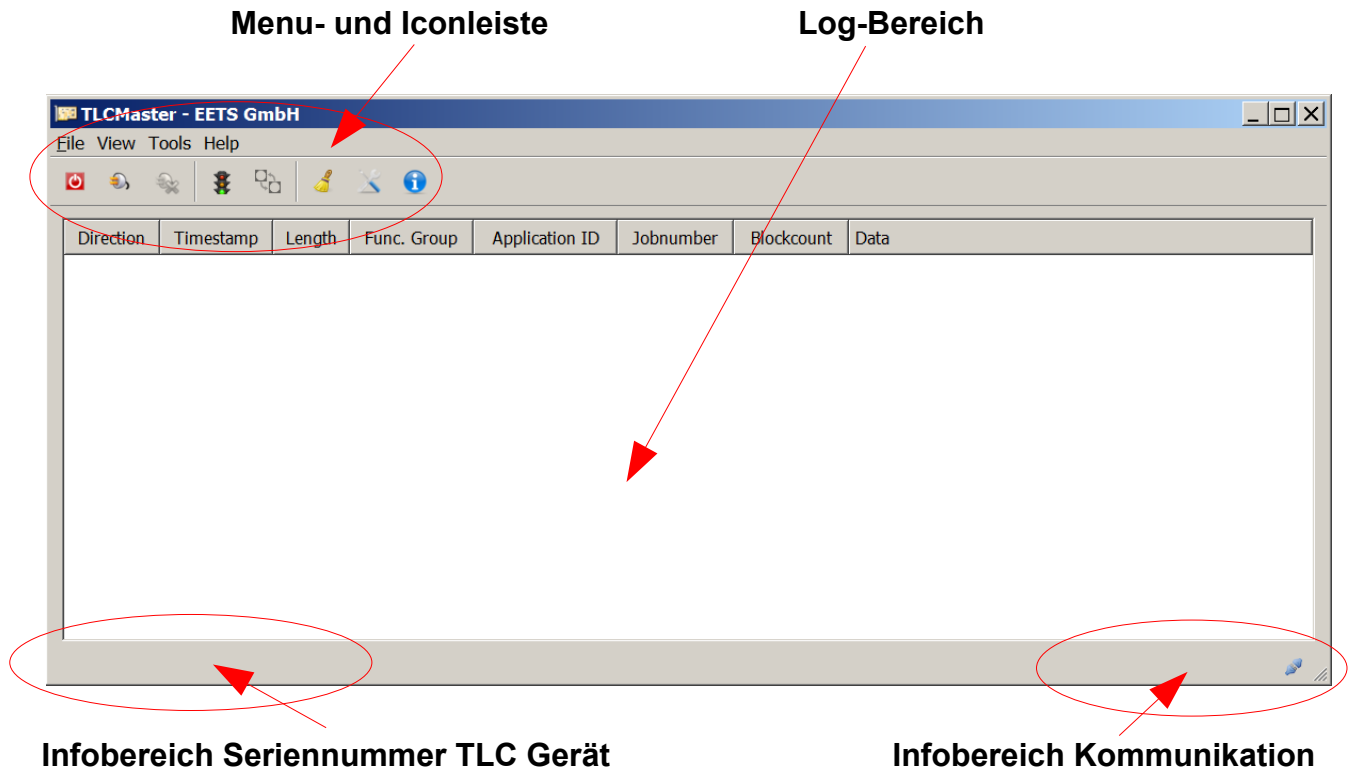 Menu- und Iconleiste Log-Bereich
TLCMaster - EETS GmbH
File View Tools Help
Direction Timestamp Length Func. Group Application ID Jobnumber Blockcount Data
Infobereich Seriennummer TLC Gerät Infobereich Kommunikation